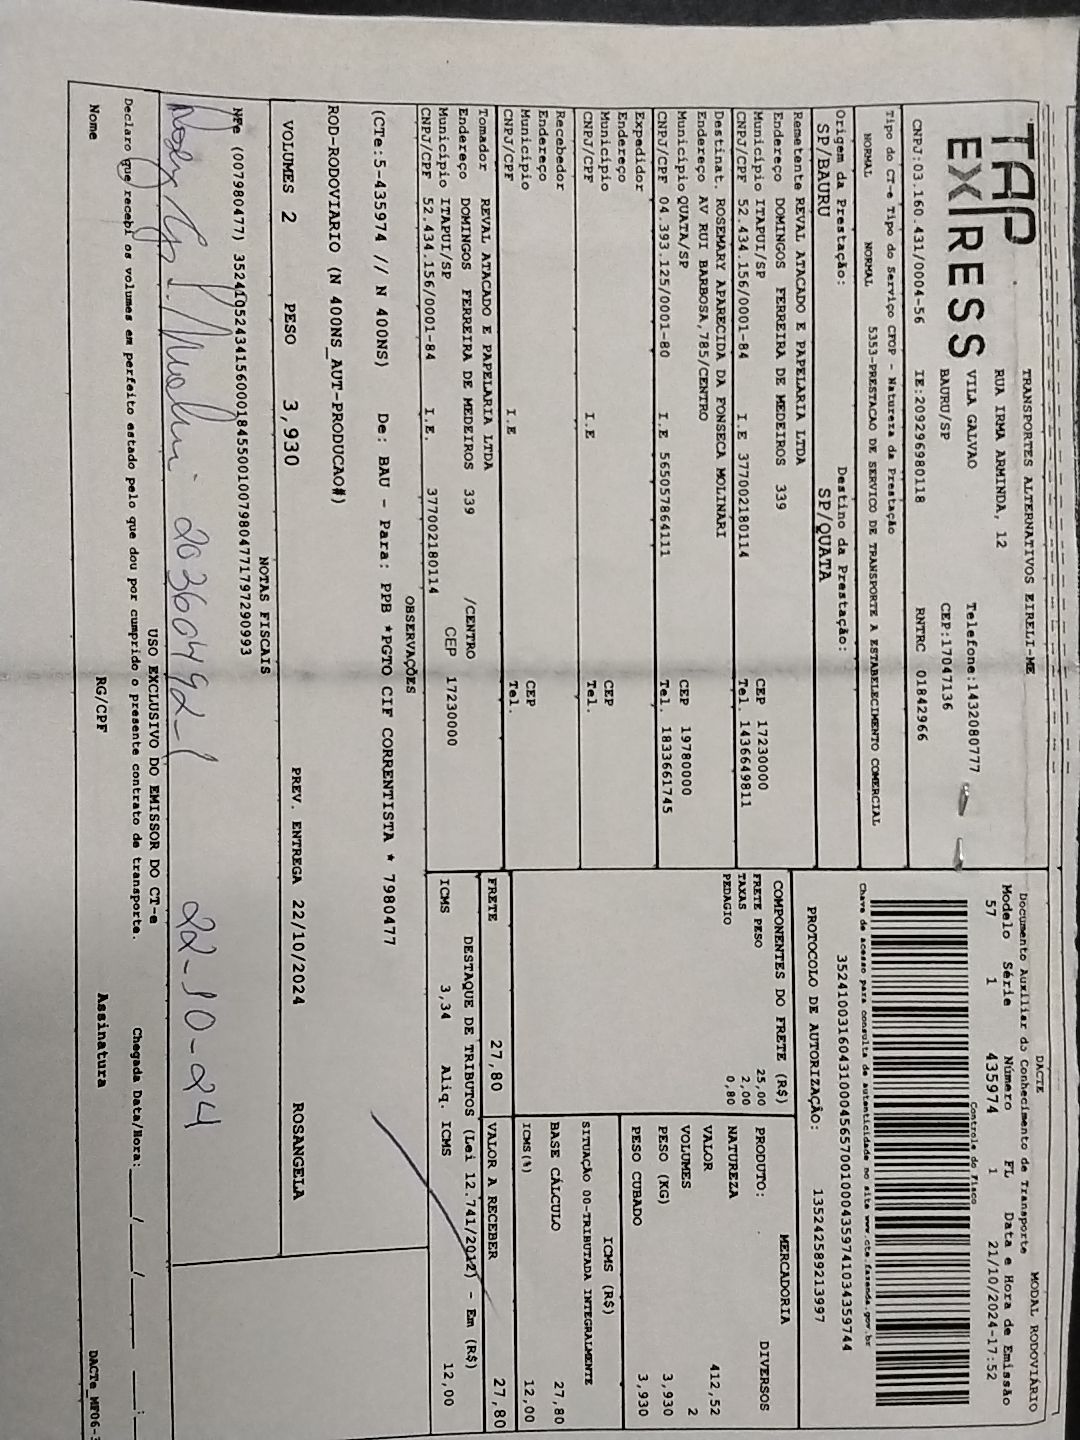 TAP
EXPRESS
TRANSPORTES ALTERNATIVOS EIRELI-ME
RUA IRMA ARMINDA, 12
VILA GALVAO Telefone:1432080777
BAURU/SP CEP:17047136
CNPJ:03.160.431/0004-56 IE:209296980118 RNTRC 01842966
DACTE MODAL RODOVIÁRIO
Documento Auxiliar do Conhecimento de Transporte
Modelo Série Número FL Data e Hora de Emissão
57 1 435974 1 21/10/2024-17:52
Controle do Fisco
Chave de acesso para consulta de autenticidade no site www.cte.fazenda.gov.br
35241003160431000456570010004359741034359744
PROTOCOLO DE AUTORIZAÇÃO: 135242589213997
Tipo do CT-e Tipo do Serviço CFOP - Natureza da Prestação
NORMAL NORMAL 5353-PRESTACAO DE SERVICO DE TRANSPORTE A ESTABELECIMENTO COMERCIAL
Origem da Prestação: Destino da Prestação:
SP/BAURU SP/QUATA
Remetente REVAL ATACADO E PAPELARIA LTDA
Endereço DOMINGOS FERREIRA DE MEDEIROS 339
Município ITAPUI/SP CEP 17230000
CNPJ/CPF 52.434.156/0001-84 I.E 377002180114 Tel. 1436649811
Destinat. ROSEMARY APARECIDA DA FONSECA MOLINARI
Endereço AV RUI BARBOSA,785/CENTRO
Município QUATA/SP CEP 19780000
CNPJ/CPF 04.393.125/0001-80 I.E 565057864111 Tel. 1833661745
Expedidor
Endereço
Município CEP
CNPJ/CPF I.E Tel.
Recebedor
Endereço
Município CEP
CNPJ/CPF I.E Tel.
Tomador REVAL ATACADO E PAPELARIA LTDA
Endereço DOMINGOS FERREIRA DE MEDEIROS 339 /CENTRO
Município ITAPUI/SP CEP 17230000
CNPJ/CPF 52.434.156/0001-84 I.E. 377002180114
COMPONENTES DO FRETE (R$)
FRETE PESO 25,00
TAXAS 2,00
PEDAGIO 0,80
MERCADORIA
PRODUTO: . DIVERSOS
NATUREZA
VALOR 412,52
VOLUMES 2
PESO (KG) 3,930
PESO CUBADO 3,930
ICMS (R$)
SITUAÇÃO 00-TRIBUTADA INTEGRALMENTE
BASE CÁLCULO 27,80
ICMS(%) 12,00
FRETE 27,80 VALOR A RECEBER 27,80
DESTAQUE DE TRIBUTOS (Lei 12.741/2012) - Em (R$)
ICMS 3,34 Aliq. ICMS 12,00
OBSERVAÇÕES
(CTe:5-435974 // N 400NS) De: BAU - Para: PPB *PGTO CIF CORRENTISTA * 7980477
ROD-RODOVIARIO (N 400NS_AUT-PRODUCAO#)
VOLUMES 2 PESO 3,930 PREV. ENTREGA 22/10/2024 ROSANGELA
NOTAS FISCAIS
NFe (007980477) 35241052434156000184550010079804771797290993
20360492-1 22-10-24
USO EXCLUSIVO DO EMISSOR DO CT-e
Declaro que recebi os volumes em perfeito estado pelo que dou por cumprido o presente contrato de transporte. Chegada Data/Hora:____/____/____ ___:
Nome RG/CPF Assinatura DACTe_MF06-